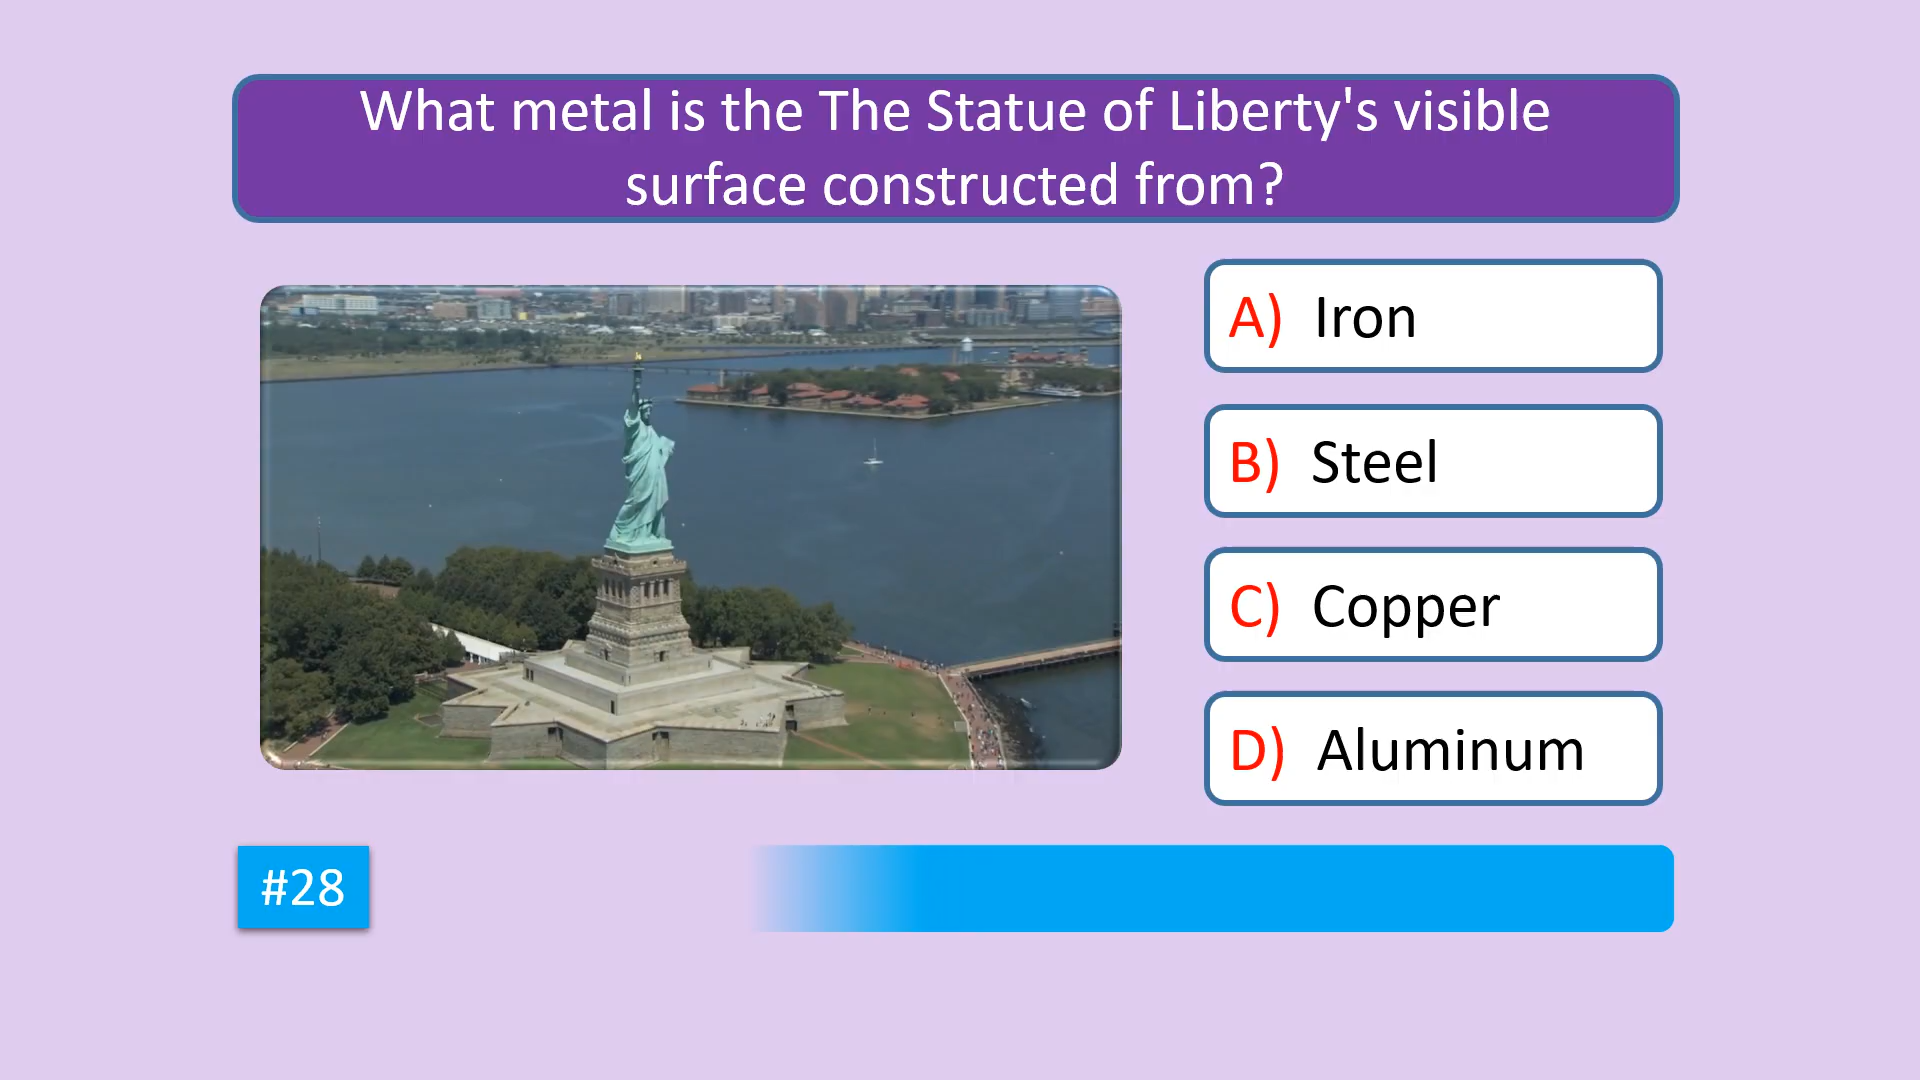 What metal is the The Statue of Liberty's visible
surface constructed from?
A) Iron
B) Steel
C) Copper
D) Aluminum
#28